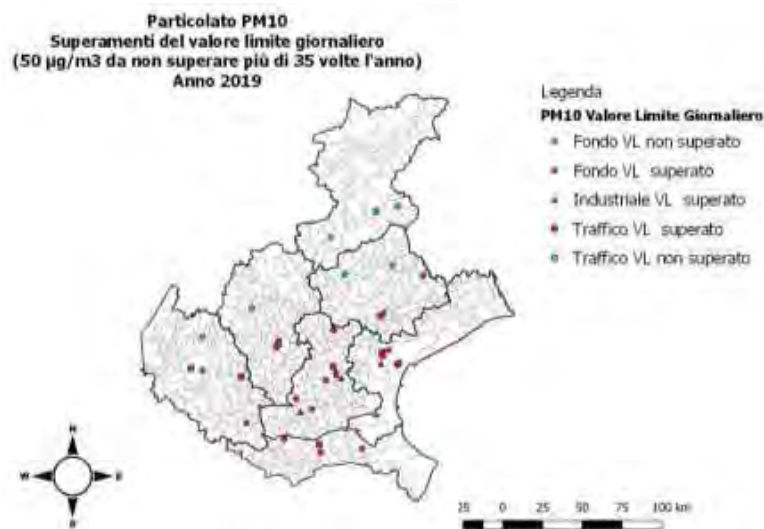 Particolato PM10
Superamenti del valore limite giornaliero
(50 µg/m3 da non superare più di 35 volte l'anno)
Anno 2019
Legenda
PM10 Valore Limite Giornaliero
Fondo VL non superato
Fondo VL superato
Industriale VL superato
Traffico VL superato
Traffico VL non superato
N
W E
S
25 0 25 50 75 100 km